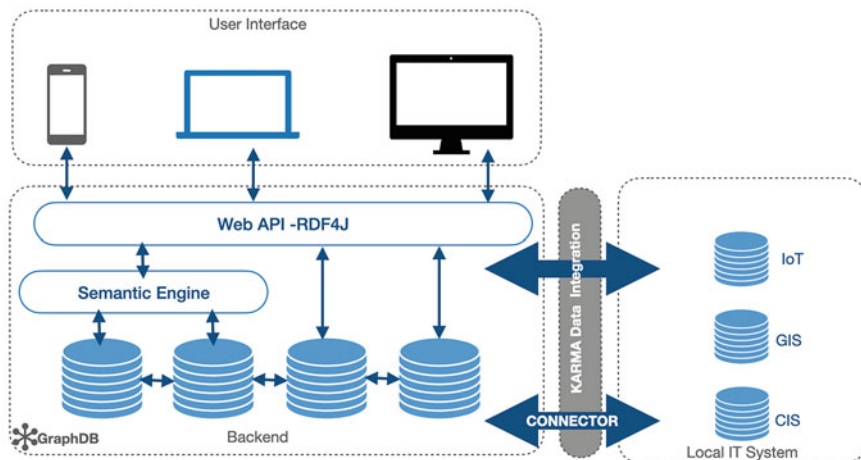 User Interface
Web API -RDF4J
Semantic Engine
KARMA Data Integration
IoT
GIS
CIS
CONNECTOR
GraphDB
Backend
Local IT System